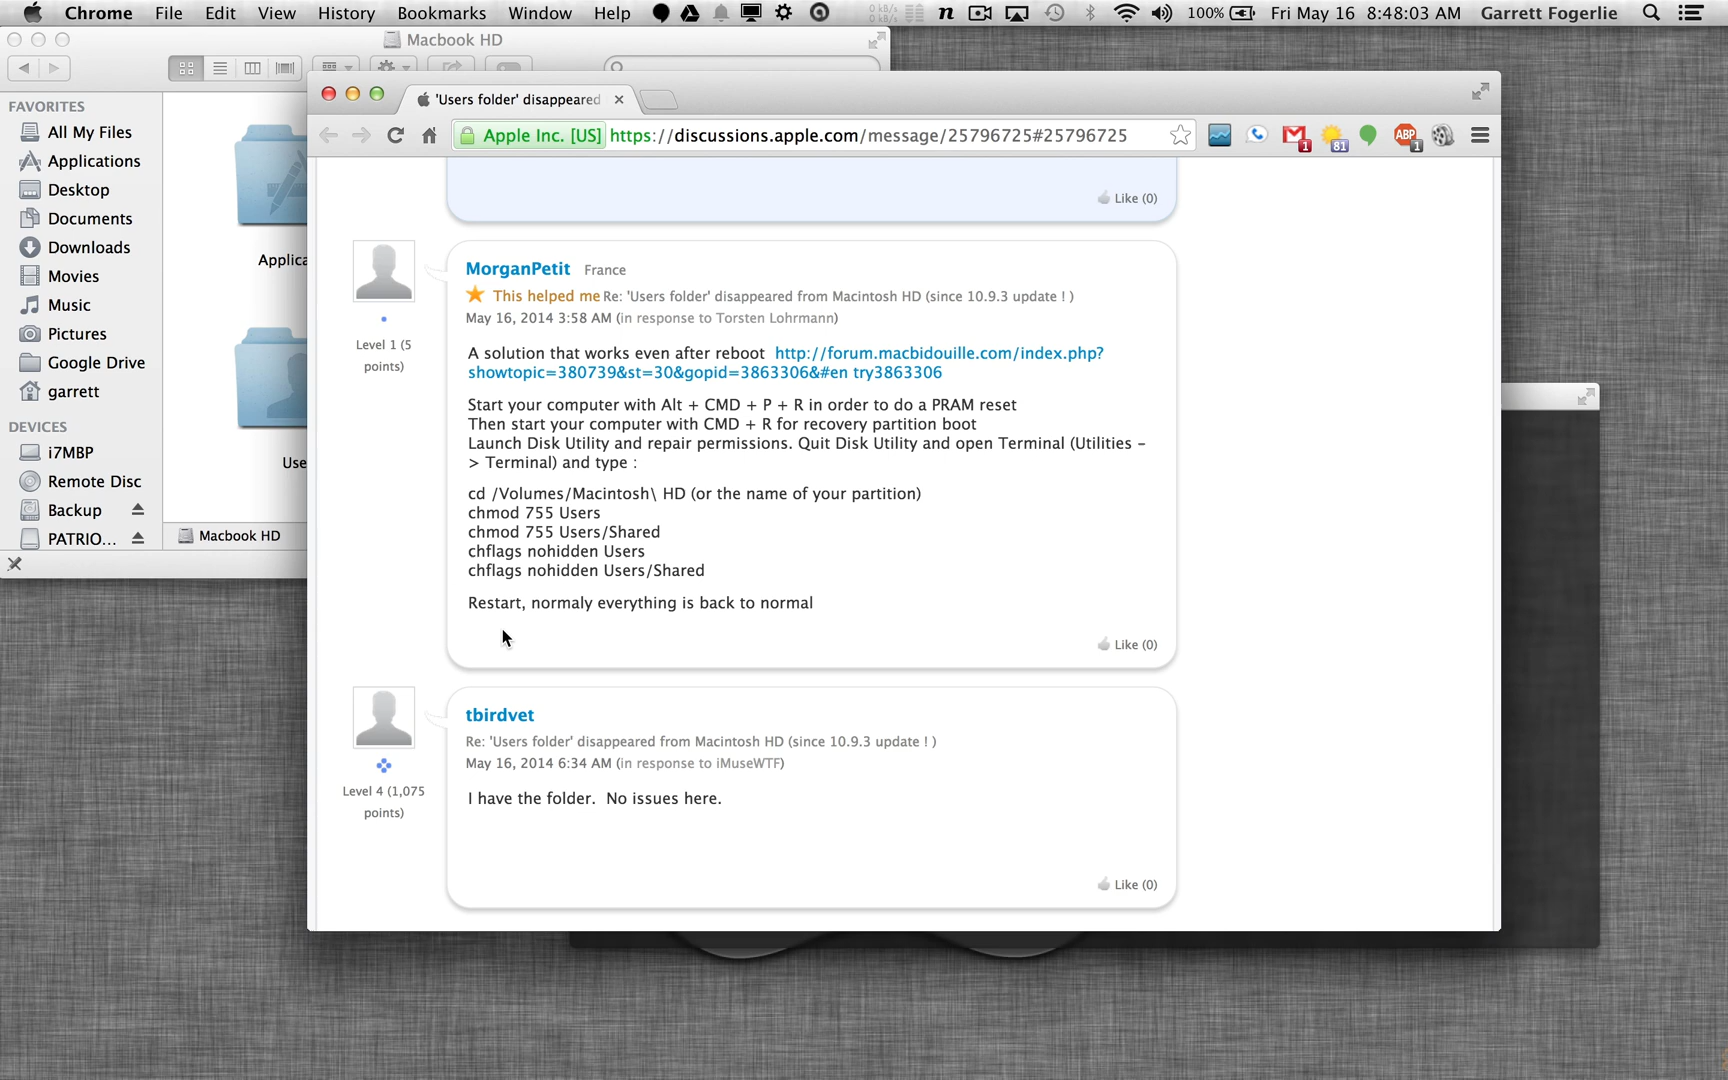 Chrome File Edit View History Bookmarks Window Help 0 kB/s 0 kB/s 100% Fri May 16 8:48:03 AM Garrett Fogerlie
Macbook HD
FAVORITES
All My Files
Applications
Desktop
Documents
Downloads
Movies
Music
Pictures
Google Drive
garrett
DEVICES
i7MBP
Remote Disc
Backup
PATRIO...
Applica
Use
Macbook HD
'Users folder' disappeared
Apple Inc. [US] https://discussions.apple.com/message/25796725#25796725 1 81 ABP 1
Like (0)
MorganPetit France
This helped me Re: 'Users folder' disappeared from Macintosh HD (since 10.9.3 update ! )
May 16, 2014 3:58 AM (in response to Torsten Lohrmann)
Level 1 (5
points)
A solution that works even after reboot http://forum.macbidouille.com/index.php?
showtopic=380739&st=30&gopid=3863306&#en try3863306
Start your computer with Alt + CMD + P + R in order to do a PRAM reset
Then start your computer with CMD + R for recovery partition boot
Launch Disk Utility and repair permissions. Quit Disk Utility and open Terminal (Utilities -
> Terminal) and type :
cd /Volumes/Macintosh\ HD (or the name of your partition)
chmod 755 Users
chmod 755 Users/Shared
chflags nohidden Users
chflags nohidden Users/Shared
Restart, normaly everything is back to normal
Like (0)
tbirdvet
Re: 'Users folder' disappeared from Macintosh HD (since 10.9.3 update ! )
May 16, 2014 6:34 AM (in response to iMuseWTF)
Level 4 (1,075
points)
I have the folder. No issues here.
Like (0)